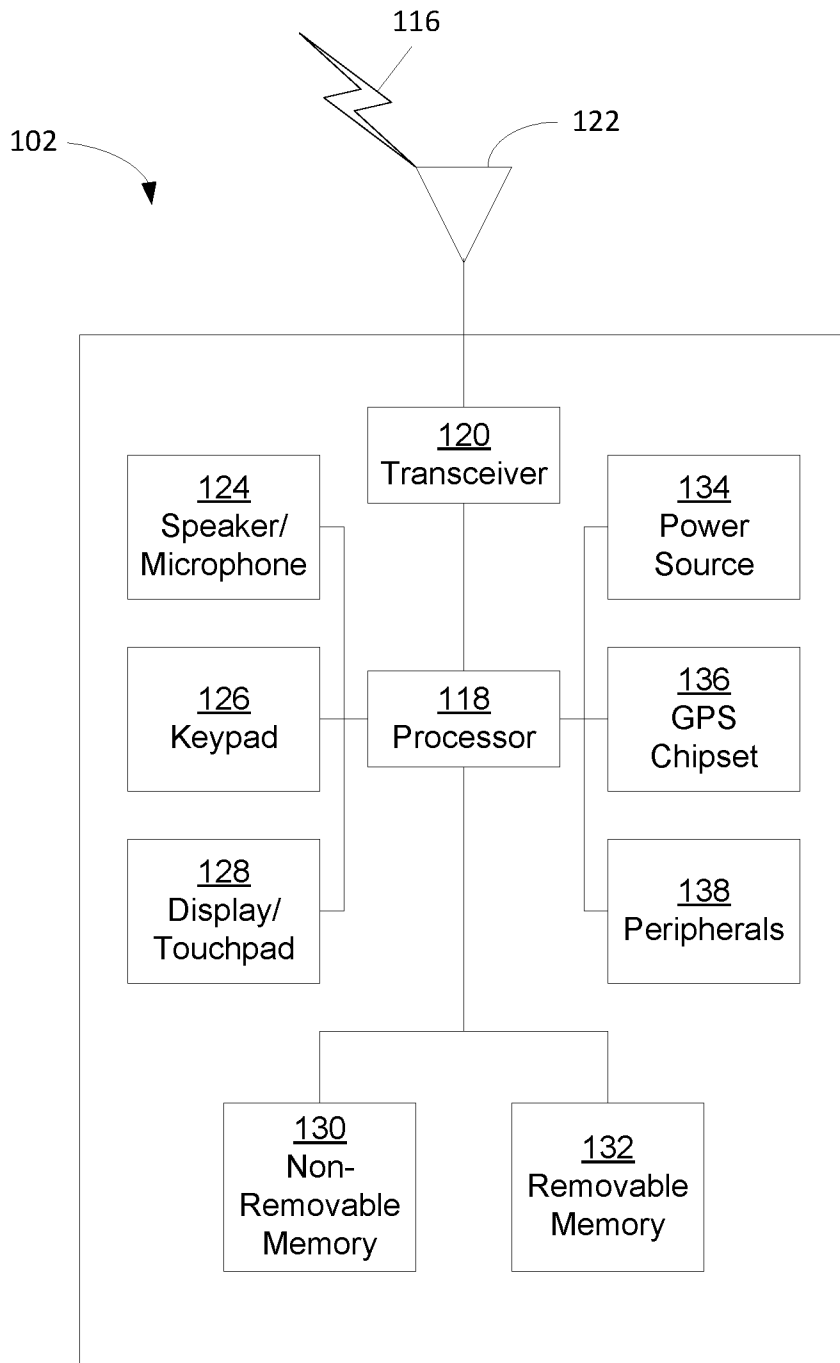 116
122
102
120
Transceiver
124
Speaker/
Microphone
134
Power
Source
126
Keypad
118
Processor
136
GPS
Chipset
128
Display/
Touchpad
138
Peripherals
130
Non-
Removable
Memory
132
Removable
Memory